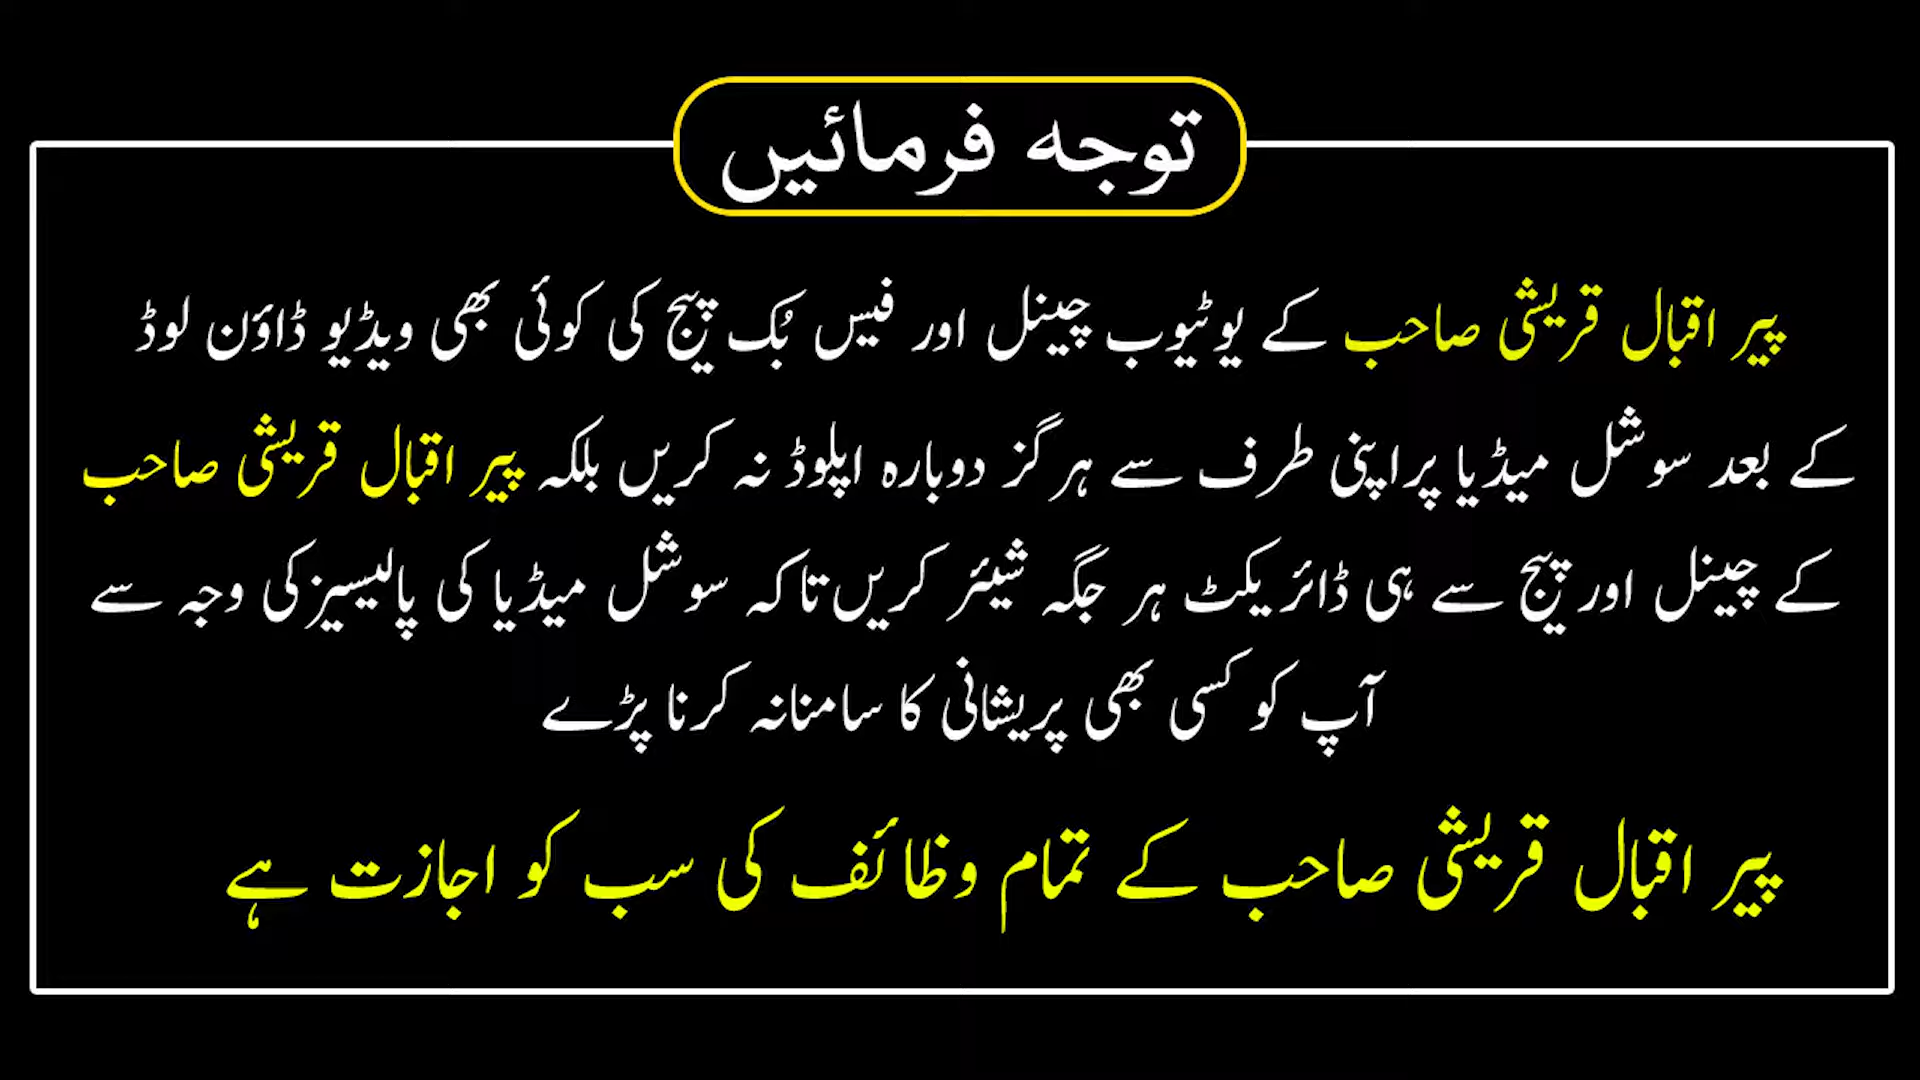 توجہ فرمائیں
پیر اقبال قریشی صاحب کے یوٹیوب چینل اور فیس بُک پیج کی کوئی بھی ویڈیو ڈاؤن لوڈ
کے بعد سوشل میڈیا پر اپنی طرف سے ہرگز دوبارہ اپلوڈ نہ کریں بلکہ پیر اقبال قریشی صاحب
کے چینل اور پیج سے ہی ڈائریکٹ ہر جگہ شیئر کریں تاکہ سوشل میڈیا کی پالیسیز کی وجہ سے
آپ کو کسی بھی پریشانی کا سامنا نہ کرنا پڑے
پیر اقبال قریشی صاحب کے تمام وظائف کی سب کو اجازت ہے